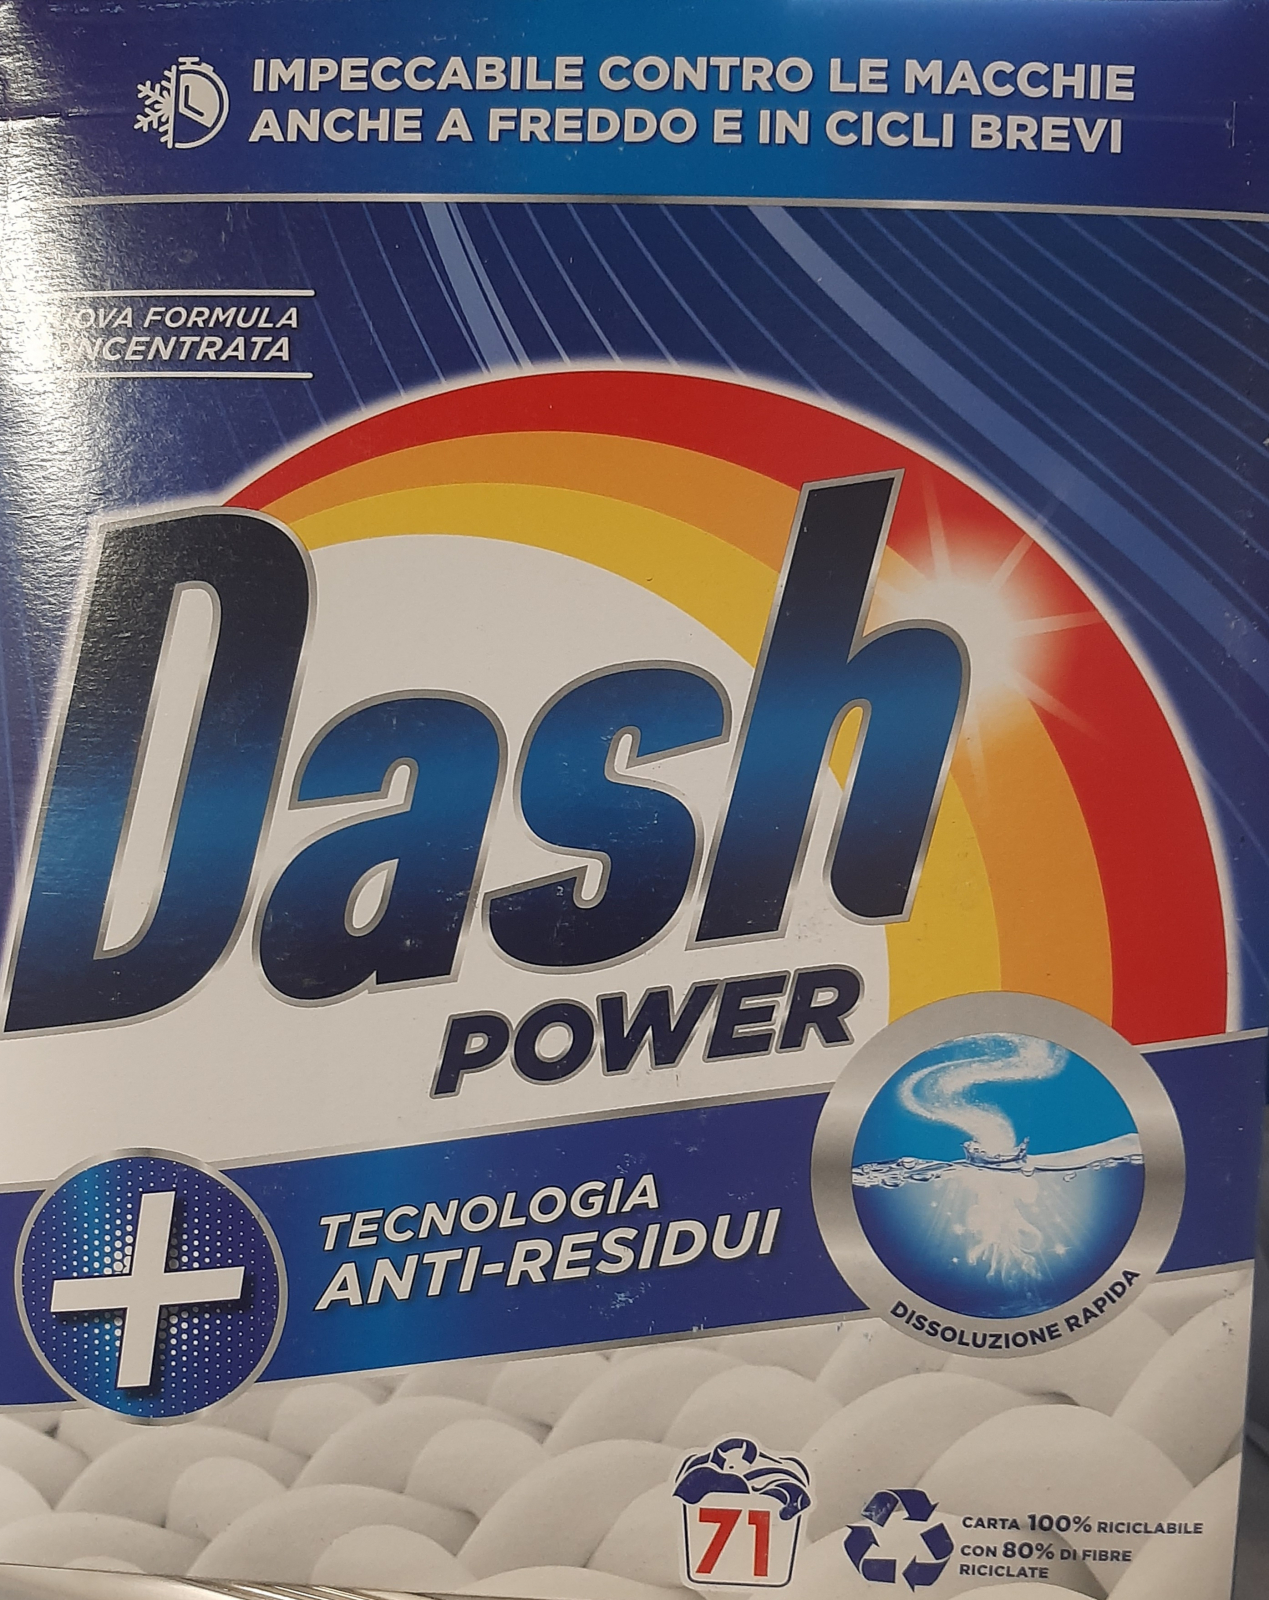 IMPECCABILE CONTRO LE MACCHIE
ANCHE A FREDDO E IN CICLI BREVI
FORMULA
Dash
POWER
TECNOLOGIA
ANTI-RESIDUI
DISSOLUZIONE RAPIDA
71
CARTA 100% RICICLABILE
CON 80% DI FIBRE
RICICLATE